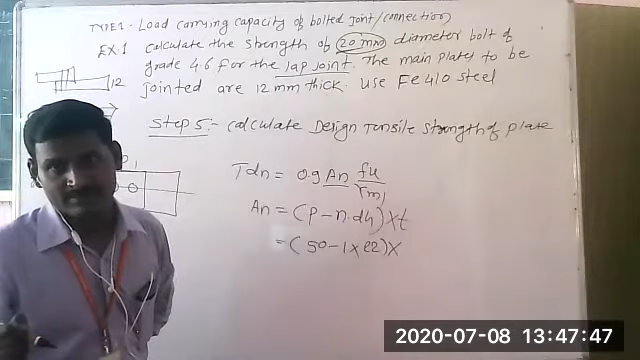 TYPE 1. Load carrying capacity of bolted joint/connection
EX.1 Calculate the strength of 20 mm diameter bolt of
grade 4.6 for the lap joint. The main plates to be
jointed are 12 mm thick. Use Fe 410 steel
12
Step 5:- Calculate Design Tensile Strength of plate
Tdn = 0.9 An fu / γm1
An = (P - n.dh) x t
= (50 - 1 x 22) x
2020-07-08 13:47:47